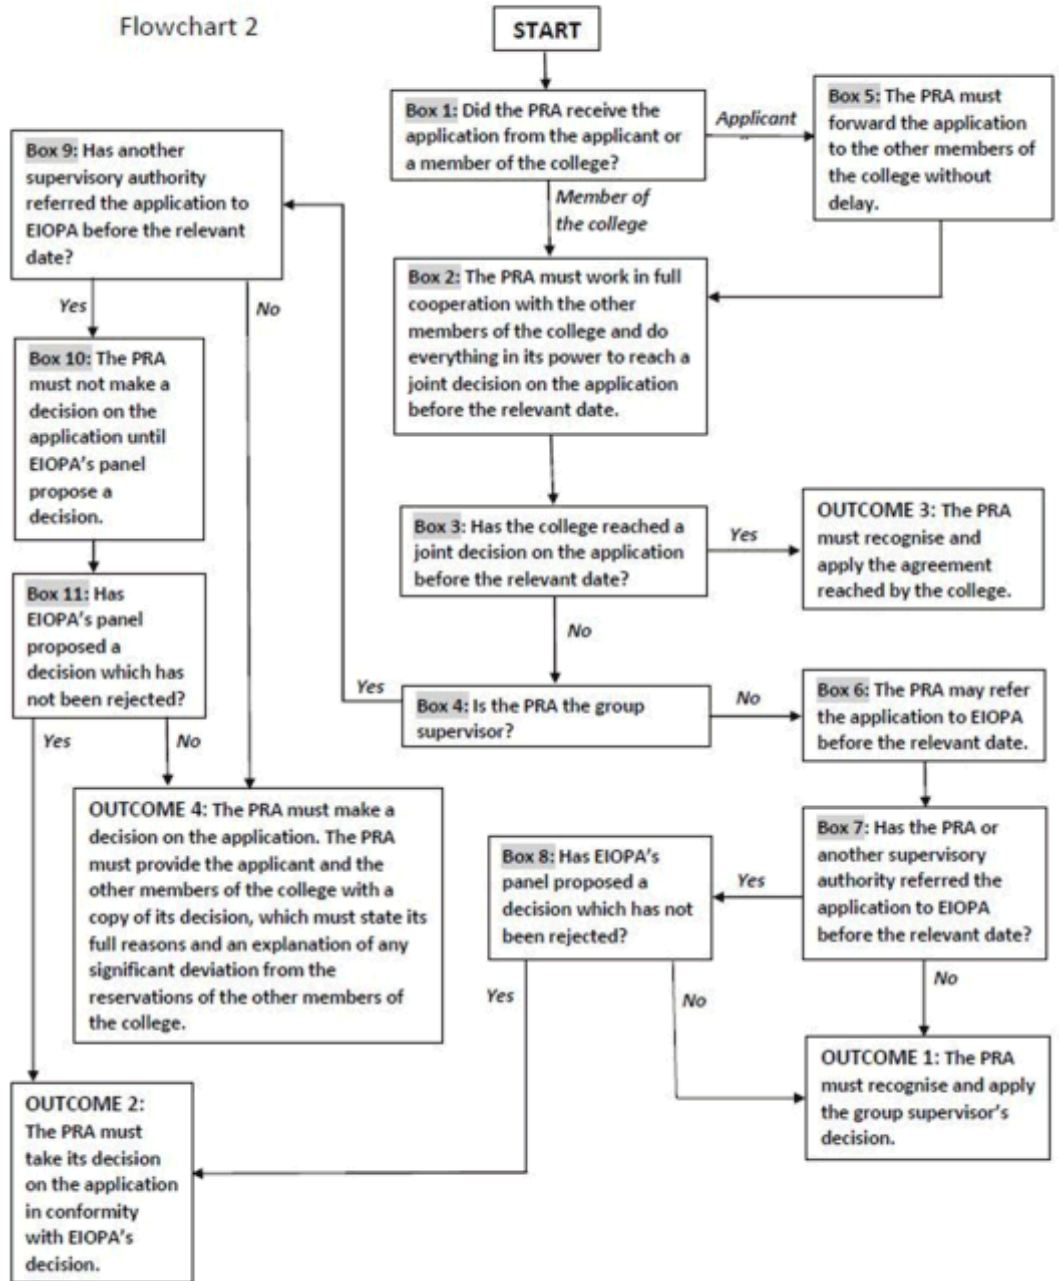 Flowchart 2
START
Box 1: Did the PRA receive the
application from the applicant or
a member of the college?
Applicant
Box 5: The PRA must
forward the application
to the other members of
the college without
delay.
Member of
the college
Box 2: The PRA must work in full
cooperation with the other
members of the college and do
everything in its power to reach a
joint decision on the application
before the relevant date.
Box 3: Has the college reached a
joint decision on the application
before the relevant date?
Yes
OUTCOME 3: The PRA
must recognise and
apply the agreement
reached by the college.
No
Box 4: Is the PRA the group
supervisor?
Yes
No
Box 9: Has another
supervisory authority
referred the application to
EIOPA before the relevant
date?
Yes
No
Box 10: The PRA
must not make a
decision on the
application until
EIOPA's panel
propose a
decision.
Box 11: Has
EIOPA's panel
proposed a
decision which has
not been rejected?
Yes
No
OUTCOME 4: The PRA must make a
decision on the application. The PRA
must provide the applicant and the
other members of the college with a
copy of its decision, which must state its
full reasons and an explanation of any
significant deviation from the
reservations of the other members of
the college.
Box 6: The PRA may refer
the application to EIOPA
before the relevant date.
Box 7: Has the PRA or
another supervisory
authority referred the
application to EIOPA
before the relevant date?
Yes
No
Box 8: Has EIOPA's
panel proposed a
decision which has not
been rejected?
Yes
No
OUTCOME 1: The PRA
must recognise and apply
the group supervisor's
decision.
OUTCOME 2:
The PRA must
take its decision
on the application
in conformity
with EIOPA's
decision.